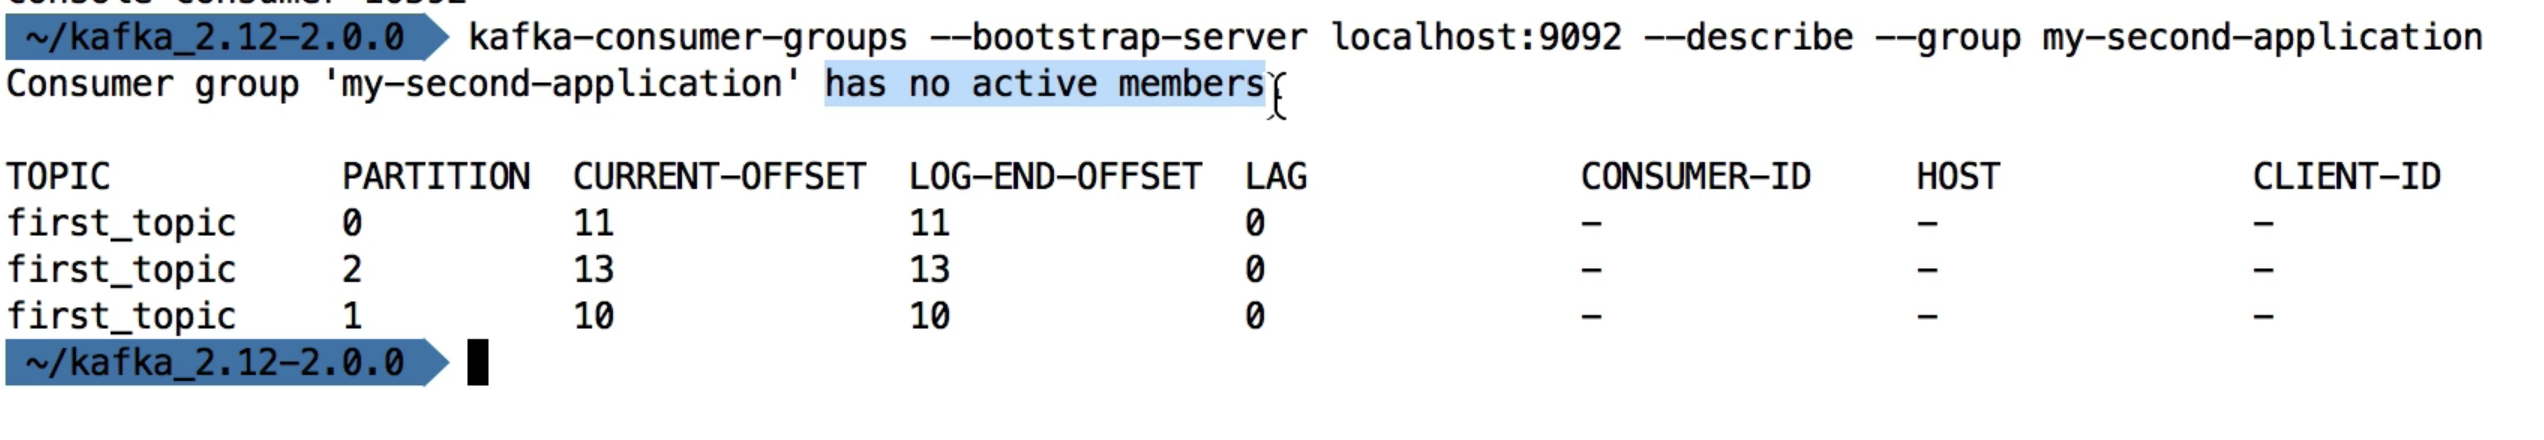 ~/kafka_2.12-2.0.0 kafka-consumer-groups --bootstrap-server localhost:9092 --describe --group my-second-application
Consumer group 'my-second-application' has no active members.

TOPIC PARTITION CURRENT-OFFSET LOG-END-OFFSET LAG CONSUMER-ID HOST CLIENT-ID
first_topic 0 11 11 0 - - -
first_topic 2 13 13 0 - - -
first_topic 1 10 10 0 - - -
~/kafka_2.12-2.0.0